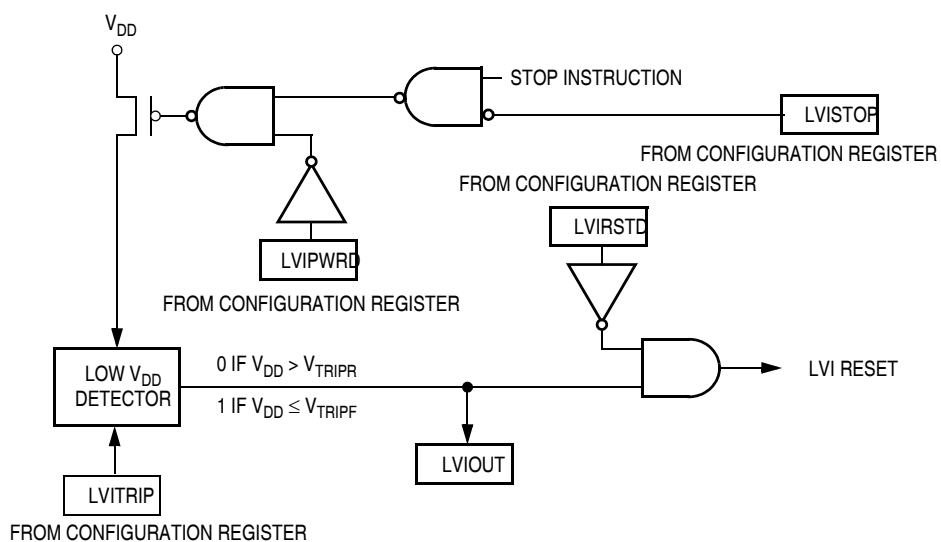 VDD
STOP INSTRUCTION
LVISTOP
FROM CONFIGURATION REGISTER
FROM CONFIGURATION REGISTER
LVIRSTD
LVIPWRD
FROM CONFIGURATION REGISTER
LOW VDD
DETECTOR
0 IF VDD > VTRIPR
1 IF VDD ≤ VTRIPF
LVI RESET
LVIOUT
LVITRIP
FROM CONFIGURATION REGISTER